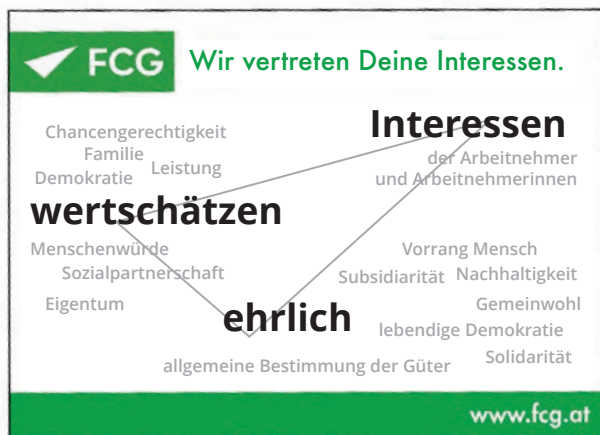 FCG Wir vertreten Deine Interessen.
Interessen
der Arbeitnehmer
und Arbeitnehmerinnen
Chancengerechtigkeit
Familie
Leistung
Demokratie
wertschätzen
Menschenwürde
Sozialpartnerschaft
Eigentum
Vorrang Mensch
Subsidiarität Nachhaltigkeit
Gemeinwohl
ehrlich
lebendige Demokratie
Solidarität
allgemeine Bestimmung der Güter
www.fcg.at